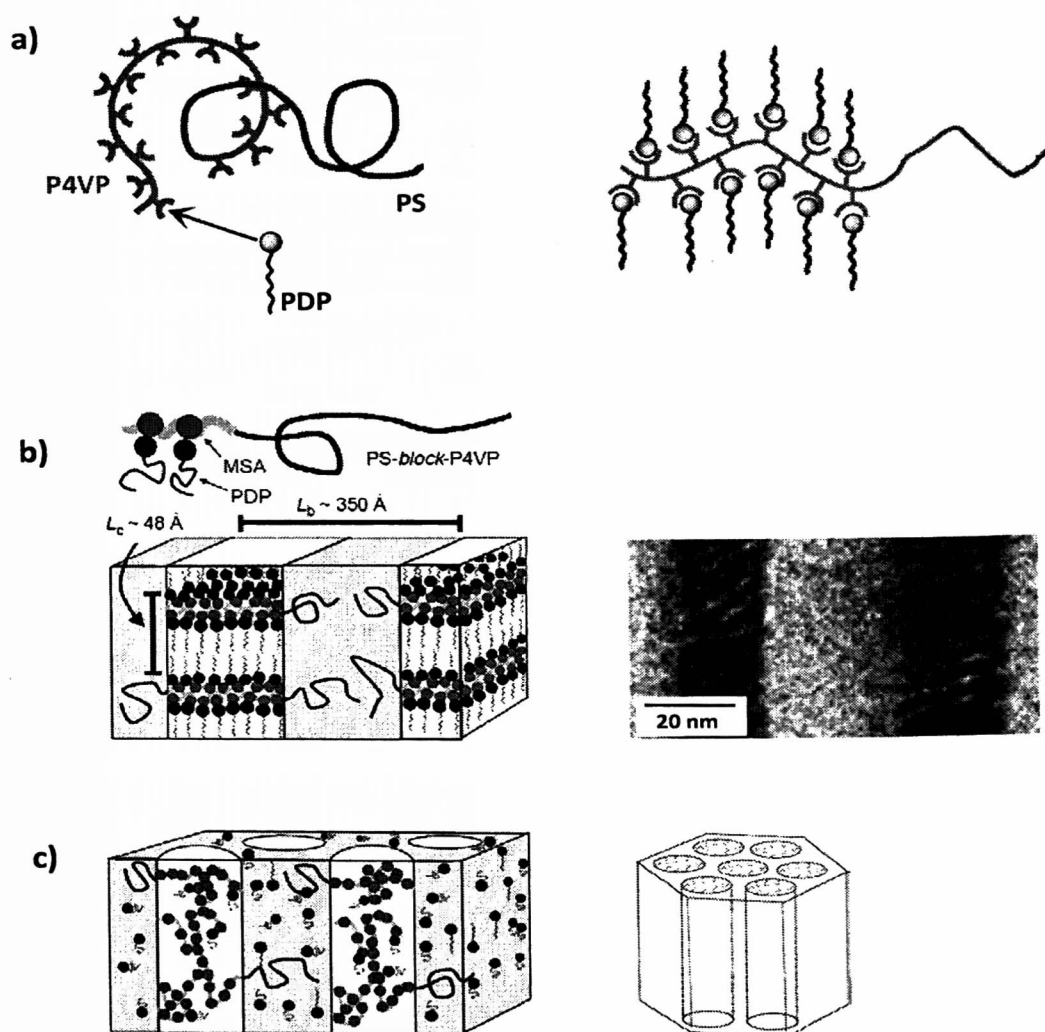 a)
P4VP
PS
PDP
b)
MSA
PS-block-P4VP
PDP
Lc ~ 48 Å
Lb ~ 350 Å
20 nm
c)